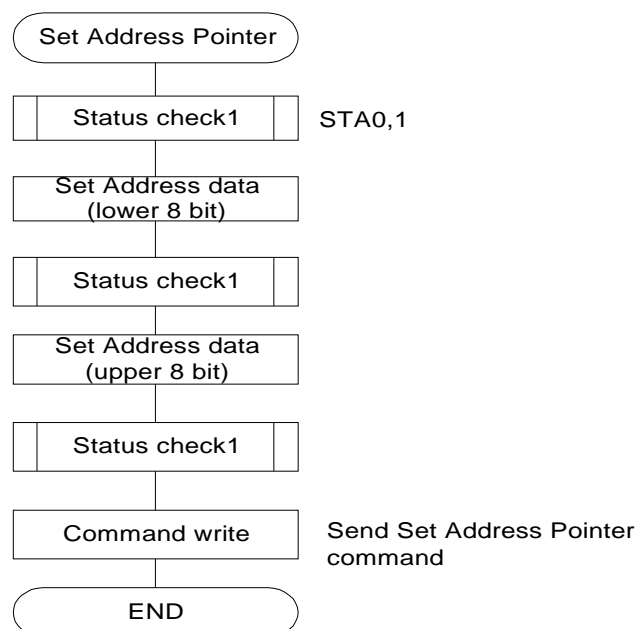 Set Address Pointer
Status check1
STA0,1
Set Address data
(lower 8 bit)
Status check1
Set Address data
(upper 8 bit)
Status check1
Command write
Send Set Address Pointer
command
END